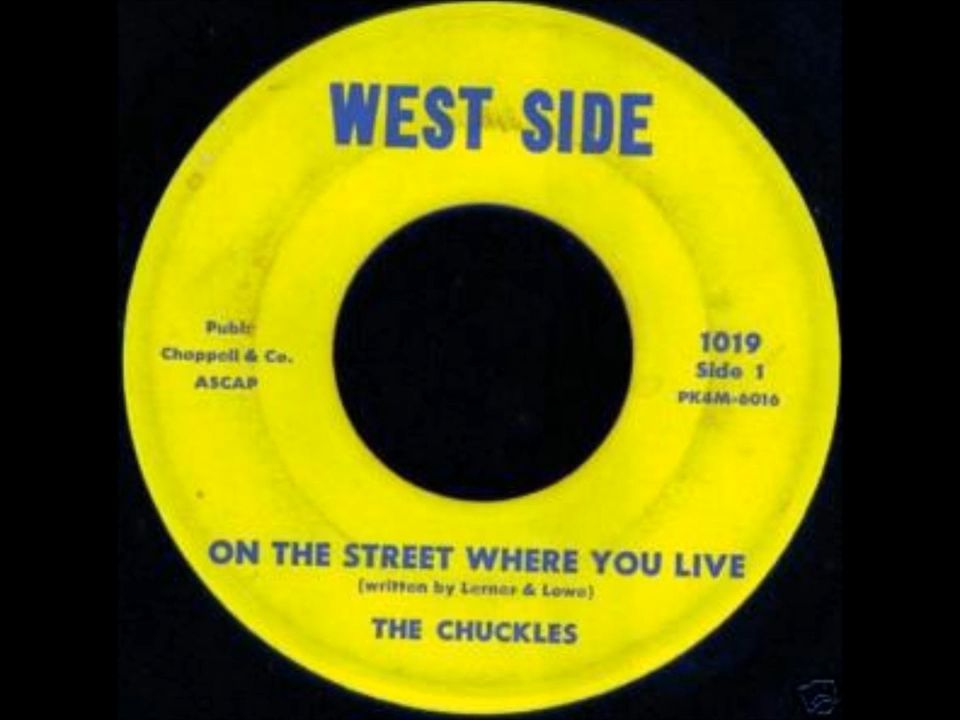 WEST SIDE
Publ:
Chappell & Co.
ASCAP
1019
Side 1
PK4M-6016
ON THE STREET WHERE YOU LIVE
(written by Lerner & Lowe)
THE CHUCKLES